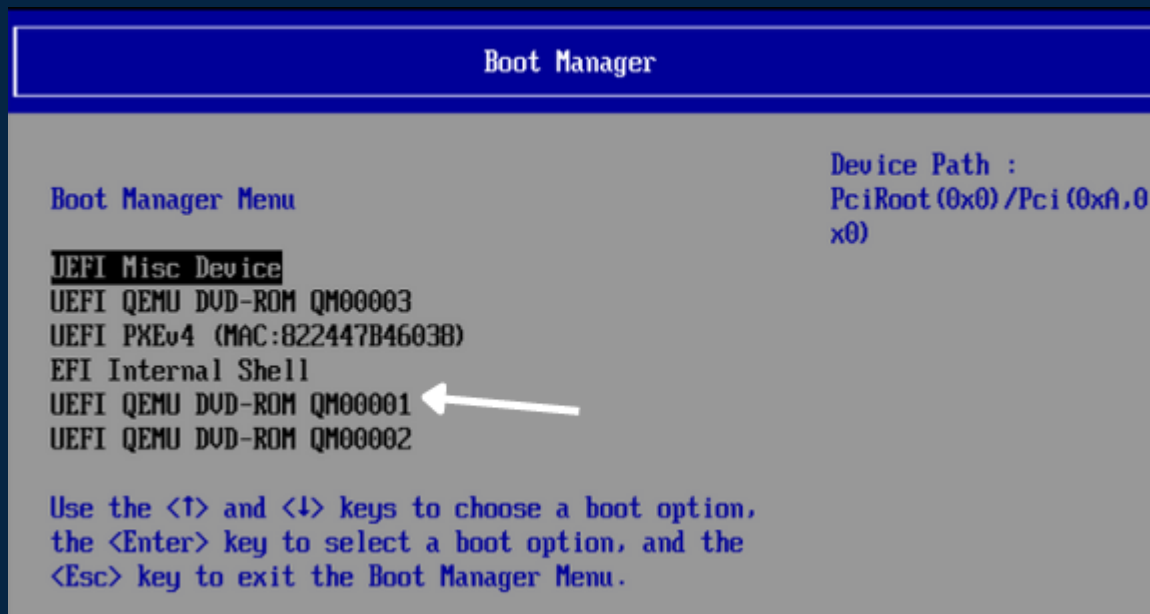 Boot Manager
Boot Manager Menu
UEFI Misc Device
UEFI QEMU DVD-ROM QM00003
UEFI PXEv4 (MAC:822447B46038)
EFI Internal Shell
UEFI QEMU DVD-ROM QM00001
UEFI QEMU DVD-ROM QM00002
Use the <↑> and <↓> keys to choose a boot option,
the <Enter> key to select a boot option, and the
<Esc> key to exit the Boot Manager Menu.
Device Path :
PciRoot(0x0)/Pci(0xA,0
x0)